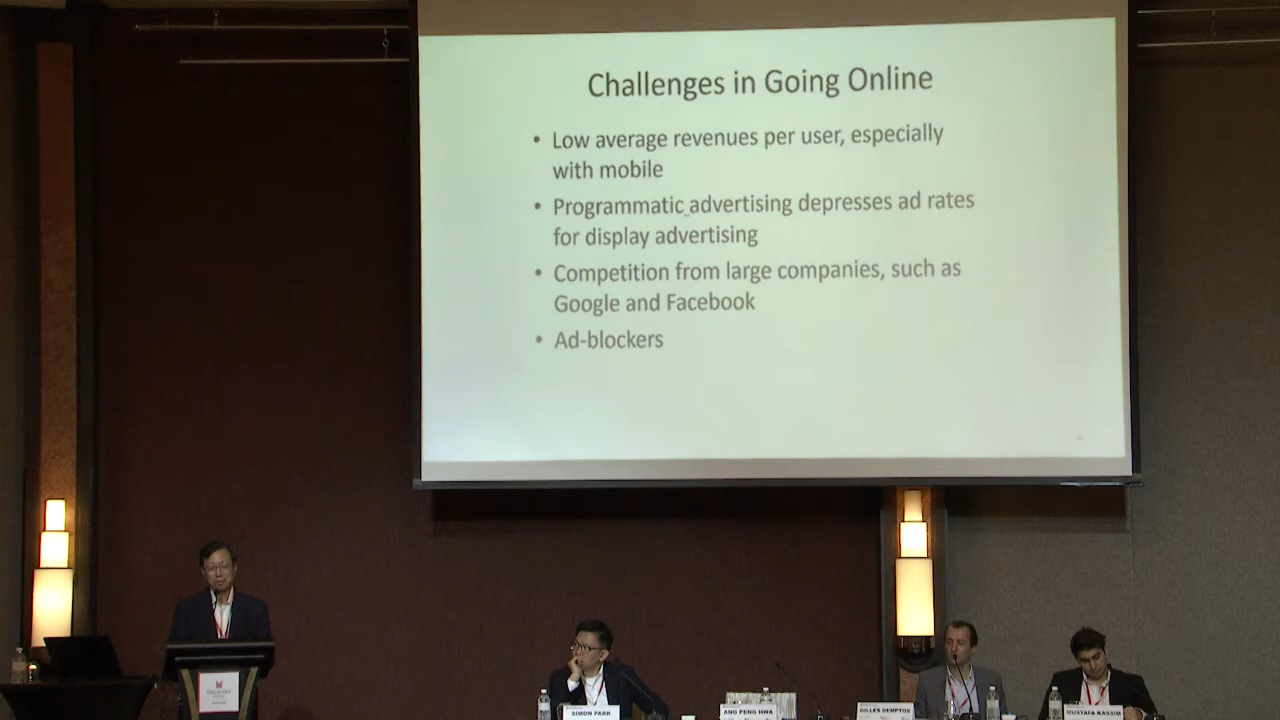 Challenges in Going Online
• Low average revenues per user, especially
with mobile
• Programmatic advertising depresses ad rates
for display advertising
• Competition from large companies, such as
Google and Facebook
• Ad-blockers
SIMON PARK
ANG PENG HWA
GILLES DEMPTOS
MUSTAFA KASSIM